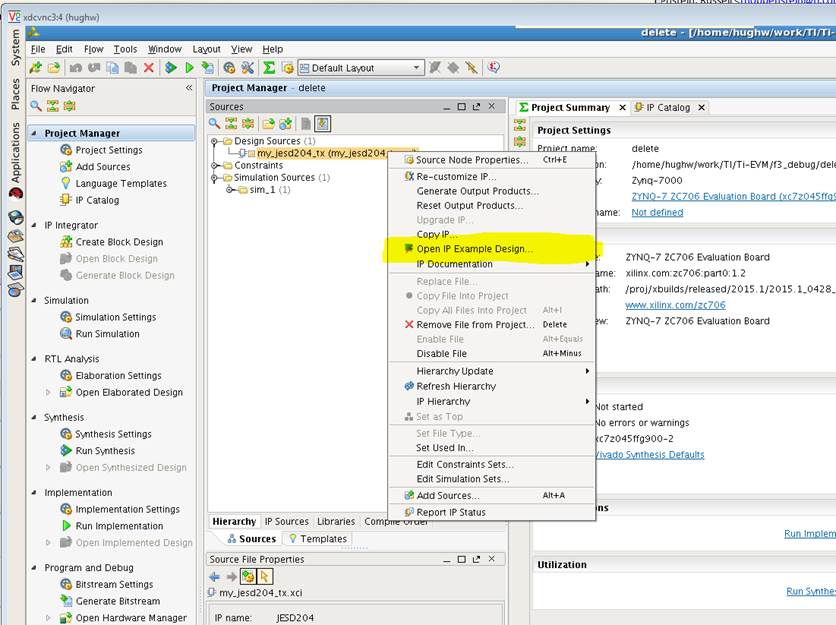 xdcvnc3:4 (hughw)
delete - [/home/hughw/work/TI/Ti-
File Edit Flow Tools Window Layout View Help
Default Layout
System
Places
Applications
Flow Navigator
Project Manager
Project Settings
Add Sources
Language Templates
IP Catalog
IP Integrator
Create Block Design
Open Block Design
Generate Block Design
Simulation
Simulation Settings
Run Simulation
RTL Analysis
Elaboration Settings
Open Elaborated Design
Synthesis
Synthesis Settings
Run Synthesis
Open Synthesized Design
Implementation
Implementation Settings
Run Implementation
Open Implemented Design
Program and Debug
Bitstream Settings
Generate Bitstream
Open Hardware Manager
Project Manager - delete
Sources
Design Sources (1)
my_jesd204_tx (my_jesd204
Constraints
Simulation Sources (1)
sim_1 (1)
Source Node Properties... Ctrl+E
Re-customize IP...
Generate Output Products...
Reset Output Products...
Upgrade IP...
Copy IP...
Open IP Example Design...
IP Documentation
Replace File...
Copy File Into Project
Copy All Files Into Project Alt+I
Remove File from Project... Delete
Enable File Alt+Equals
Disable File Alt+Minus
Hierarchy Update
Refresh Hierarchy
IP Hierarchy
Set as Top
Set File Type...
Set Used In...
Edit Constraints Sets...
Edit Simulation Sets...
Add Sources... Alt+A
Report IP Status
Hierarchy IP Sources Libraries Compile Order
Sources Templates
Source File Properties
my_jesd204_tx.xci
IP name: JESD204
Project Summary IP Catalog
Project Settings
Project name: delete
/home/hughw/work/TI/Ti-EVM/f3_debug/dele
Zynq-7000
ZYNQ-7 ZC706 Evaluation Board (xc7z045ffg9
name: Not defined
ZYNQ-7 ZC706 Evaluation Board
xilinx.com:zc706:part0:1.2
/proj/xbuilds/released/2015.1/2015.1_0428_
www.xilinx.com/zc706
ZYNQ-7 ZC706 Evaluation Board
Not started
No errors or warnings
xc7z045ffg900-2
Vivado Synthesis Defaults
Run Implem
Utilization
Run Synthes